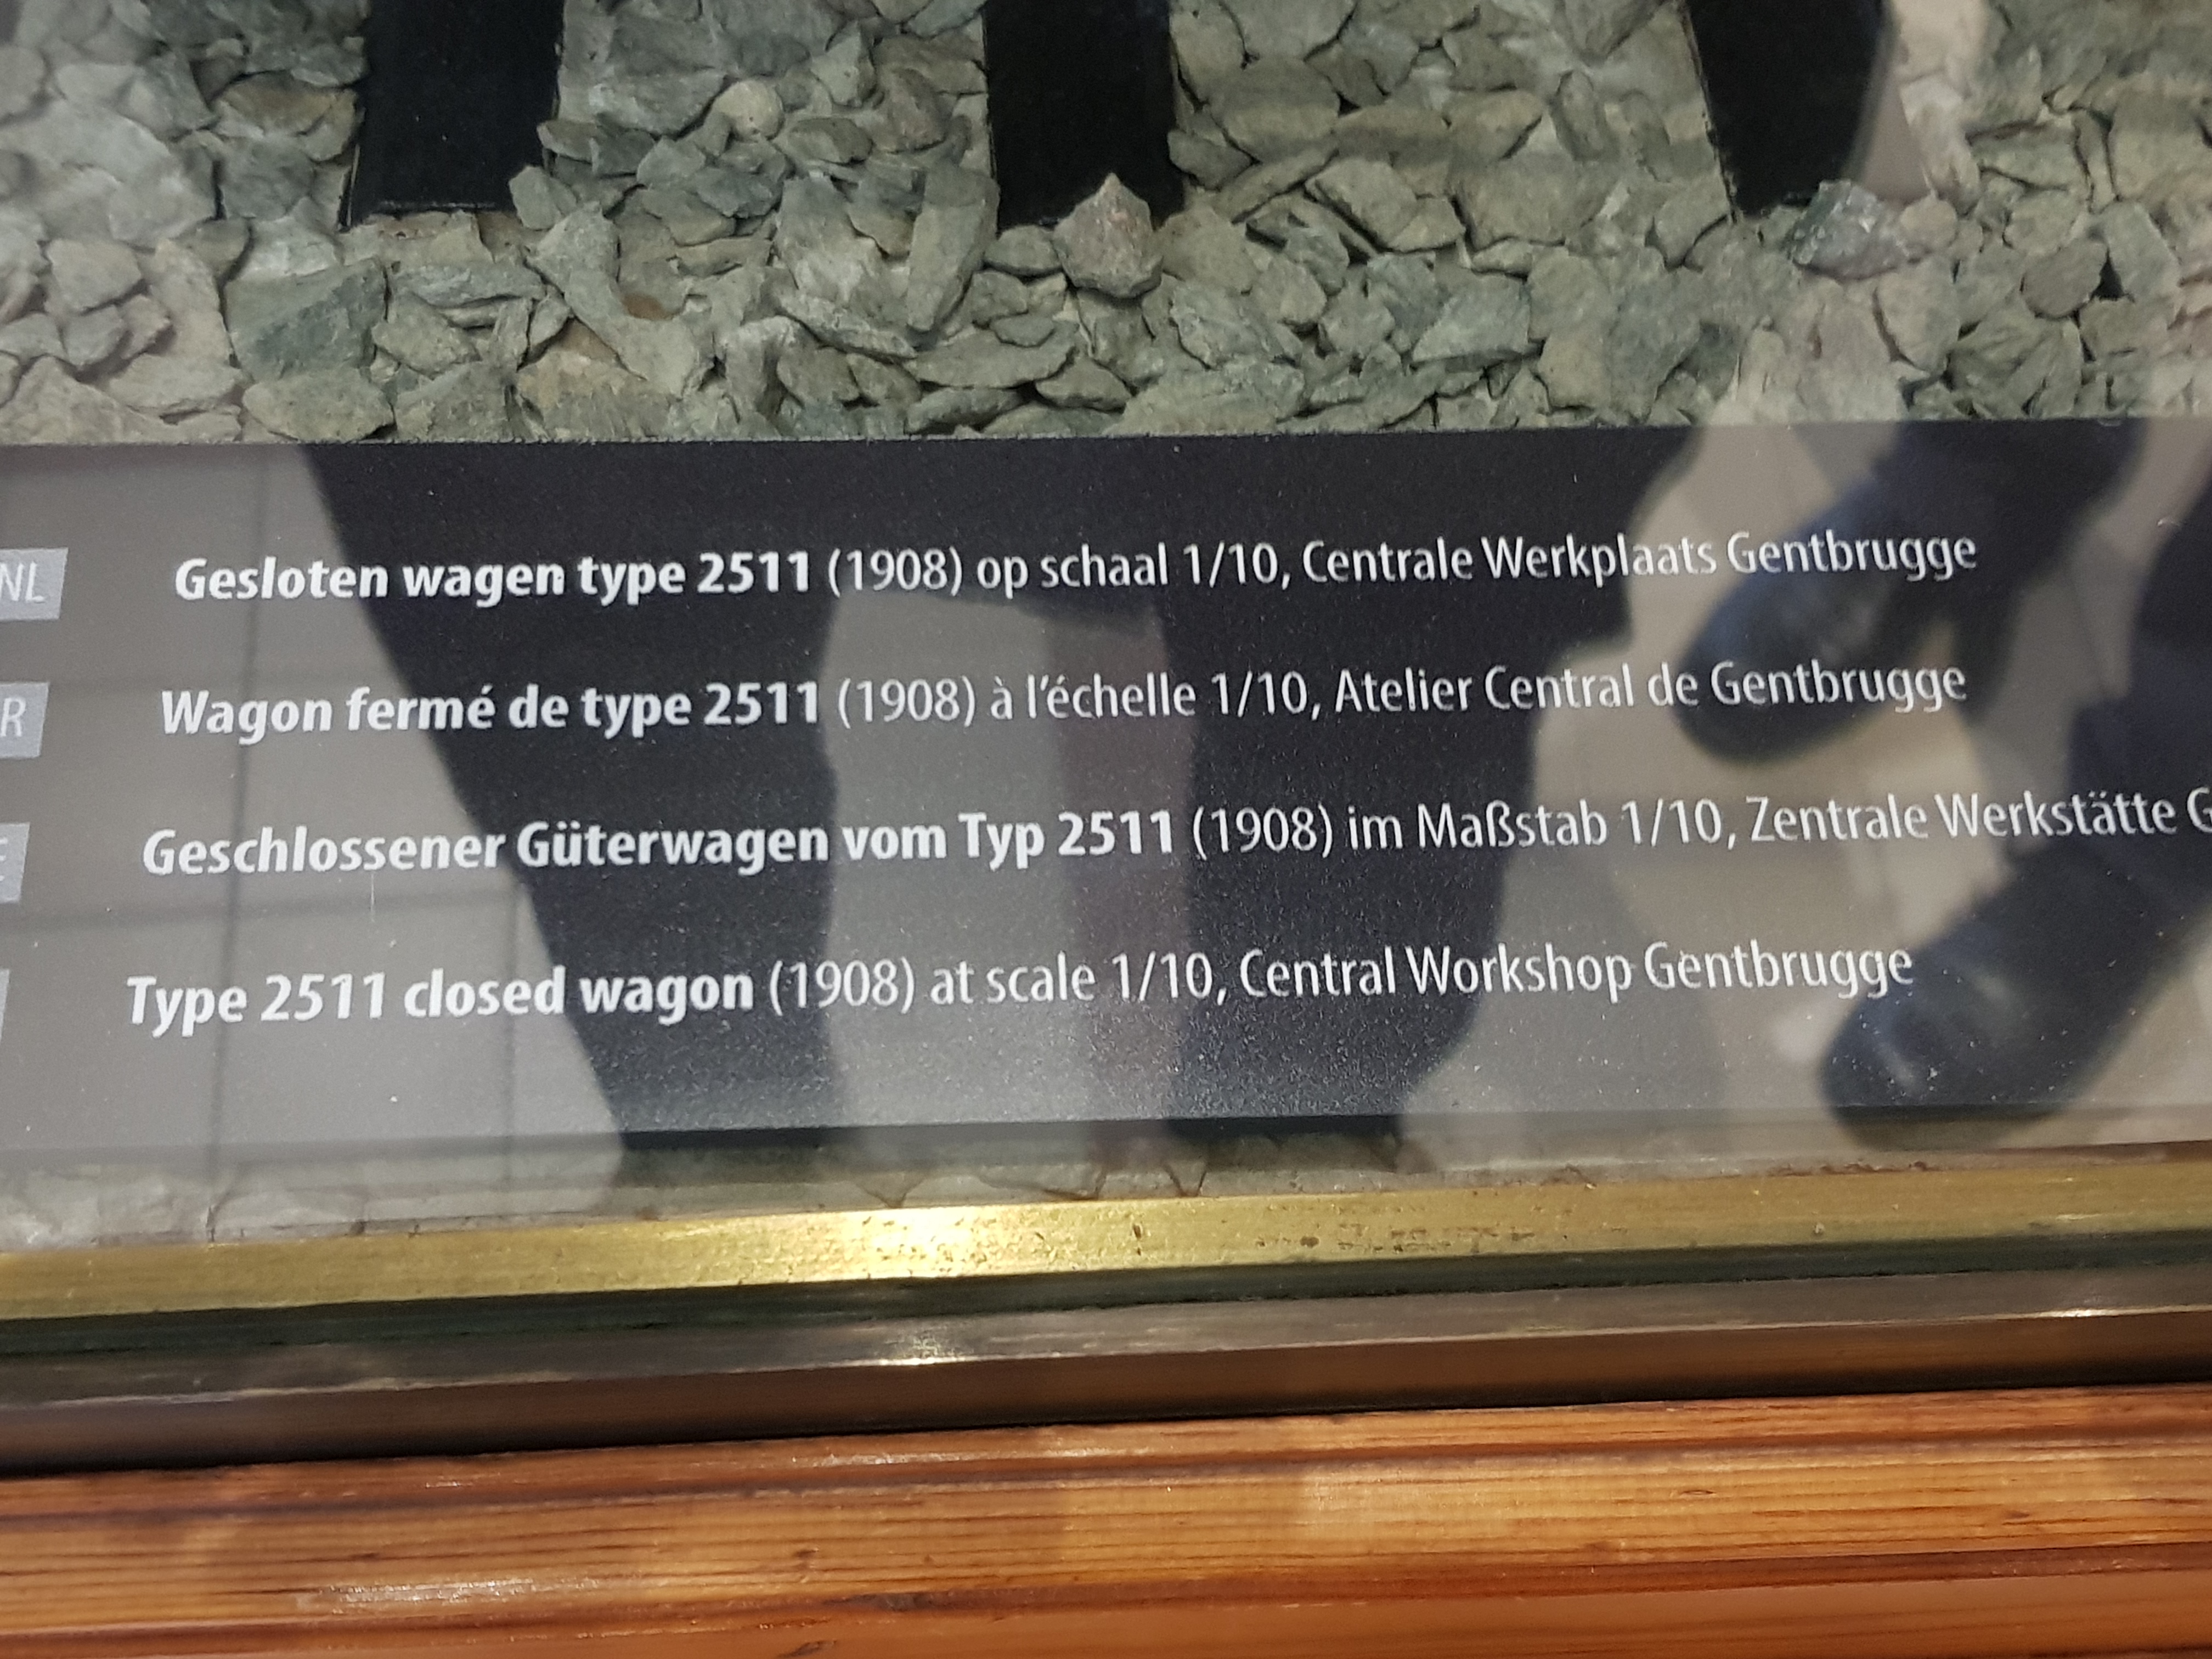 NL Gesloten wagen type 2511 (1908) op schaal 1/10, Centrale Werkplaats Gentbrugge
R Wagon fermé de type 2511 (1908) à l'échelle 1/10, Atelier Central de Gentbrugge
Geschlossener Güterwagen vom Typ 2511 (1908) im Maßstab 1/10, Zentrale Werkstätte G
Type 2511 closed wagon (1908) at scale 1/10, Central Workshop Gentbrugge